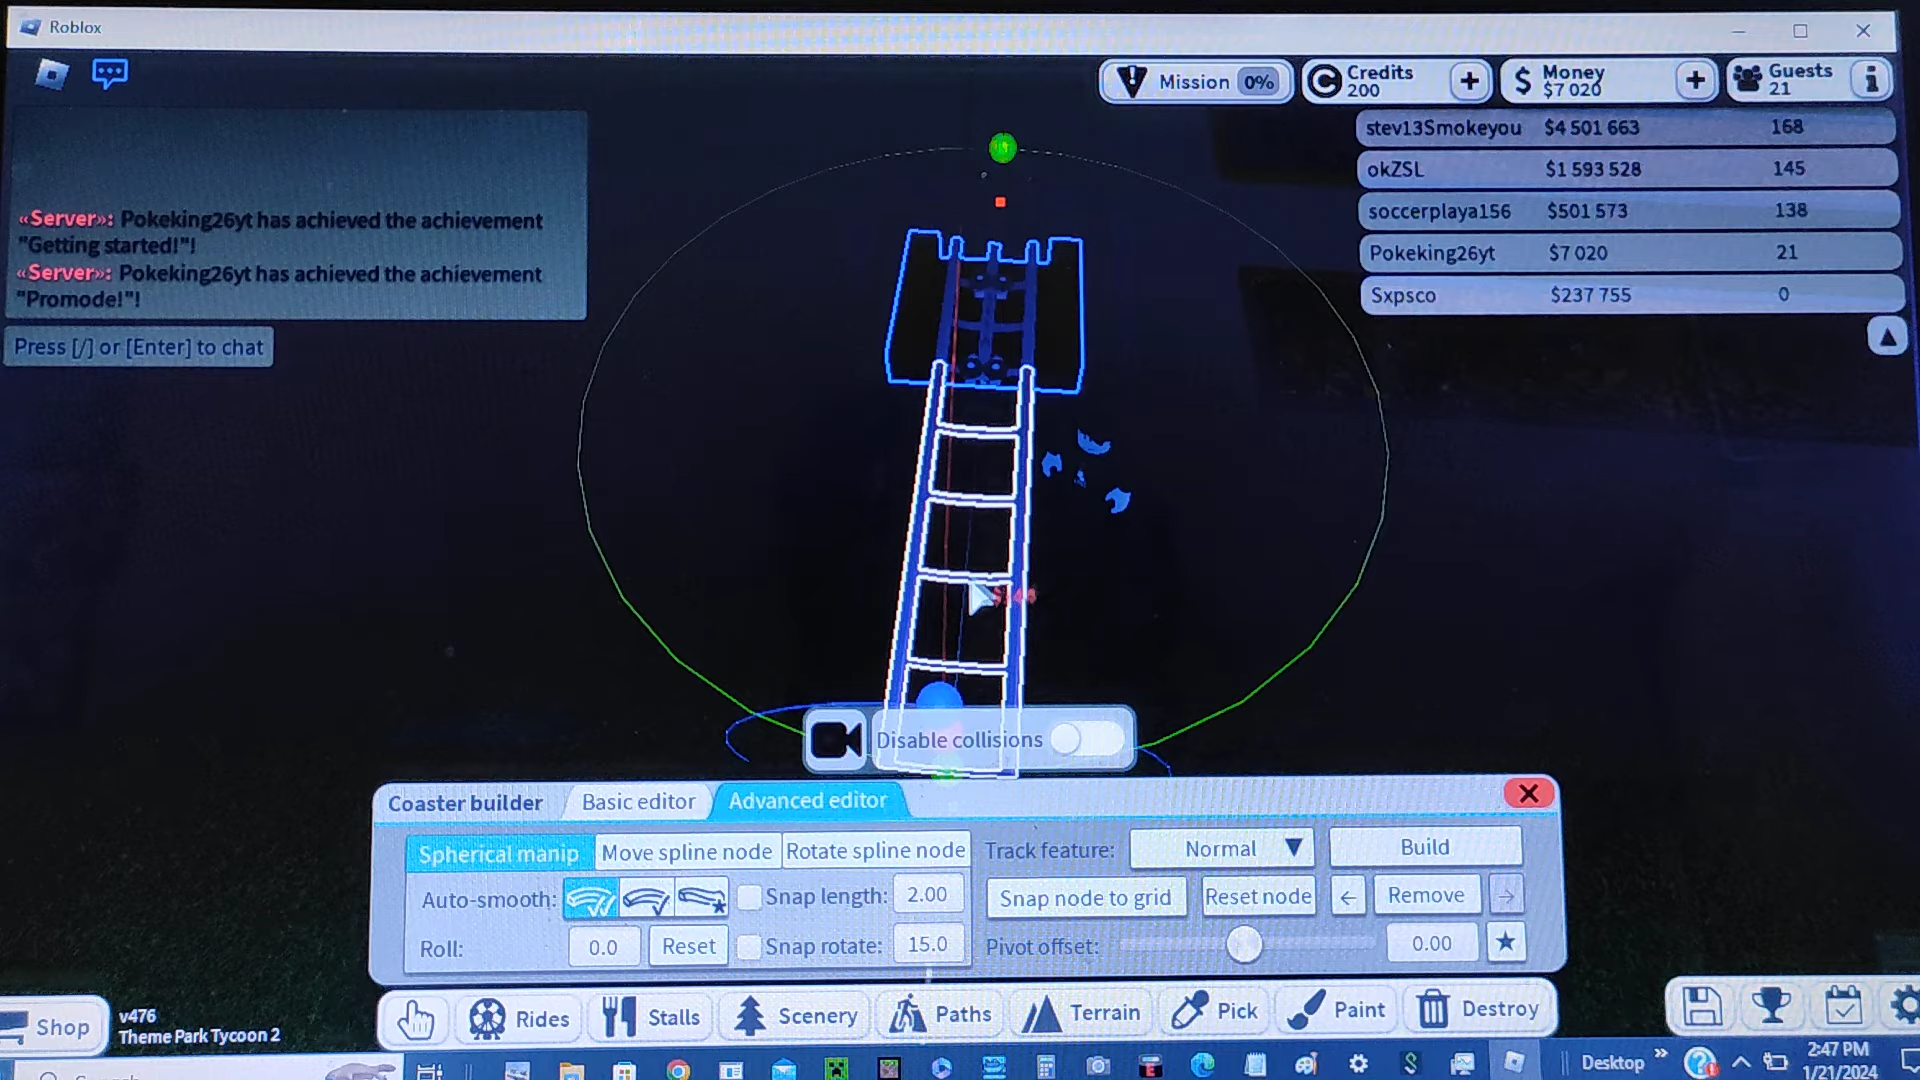 Roblox
Mission 0%
Credits
200
Money
$7 020
Guests
21
stev13Smokeyou $4 501 663 168
okZSL $1 593 528 145
soccerplaya156 $501 573 138
Pokeking26yt $7 020 21
Sxpsco $237 755 0
«Server»: Pokeking26yt has achieved the achievement
"Getting started!"!
«Server»: Pokeking26yt has achieved the achievement
"Promode!"!
Press [/] or [Enter] to chat
Disable collisions
Coaster builder Basic editor Advanced editor
Spherical manip Move spline node Rotate spline node Track feature: Normal Build
Auto-smooth: Snap length: 2.00 Snap node to grid Reset node Remove
Roll: 0.0 Reset Snap rotate: 15.0 Pivot offset: 0.00
Shop
v476
Theme Park Tycoon 2
Rides Stalls Scenery Paths Terrain Pick Paint Destroy
Desktop
2:47 PM
1/21/2024